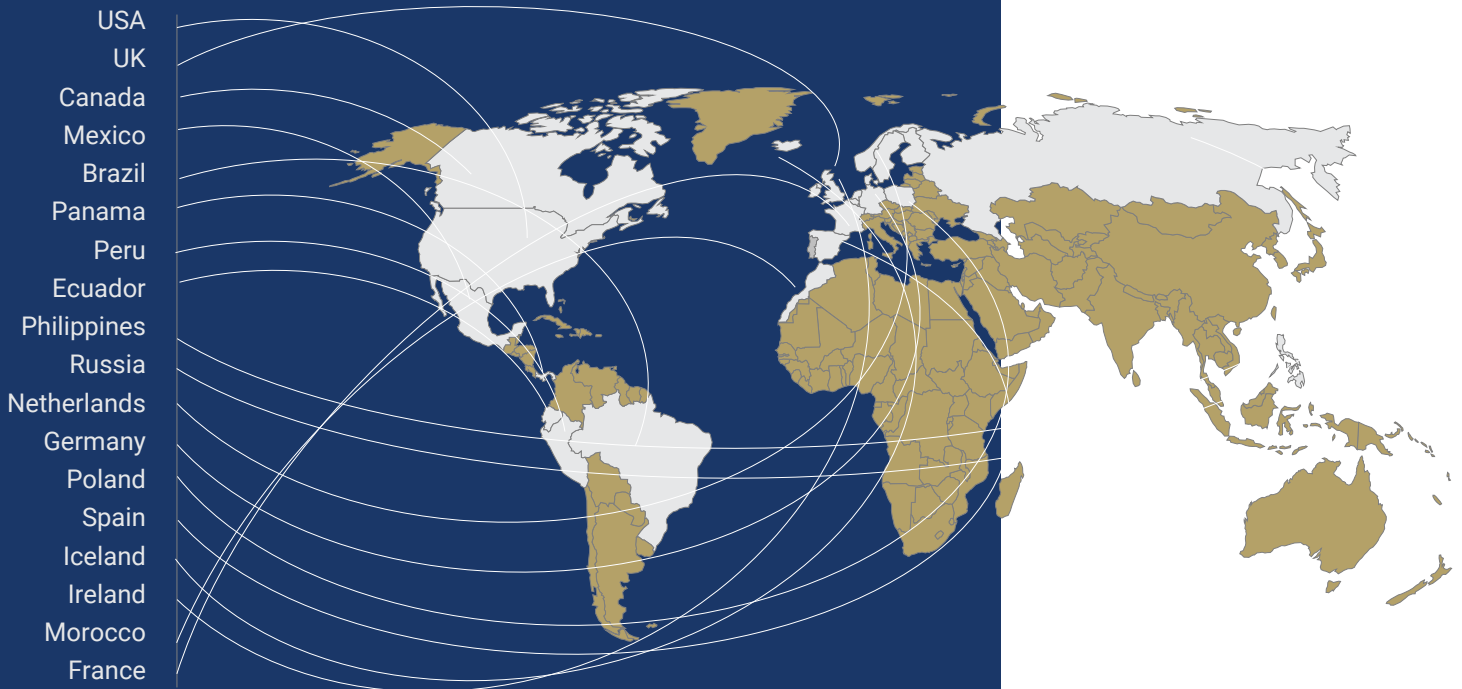 USA
UK
Canada
Mexico
Brazil
Panama
Peru
Ecuador
Philippines
Russia
Netherlands
Germany
Poland
Spain
Iceland
Ireland
Morocco
France